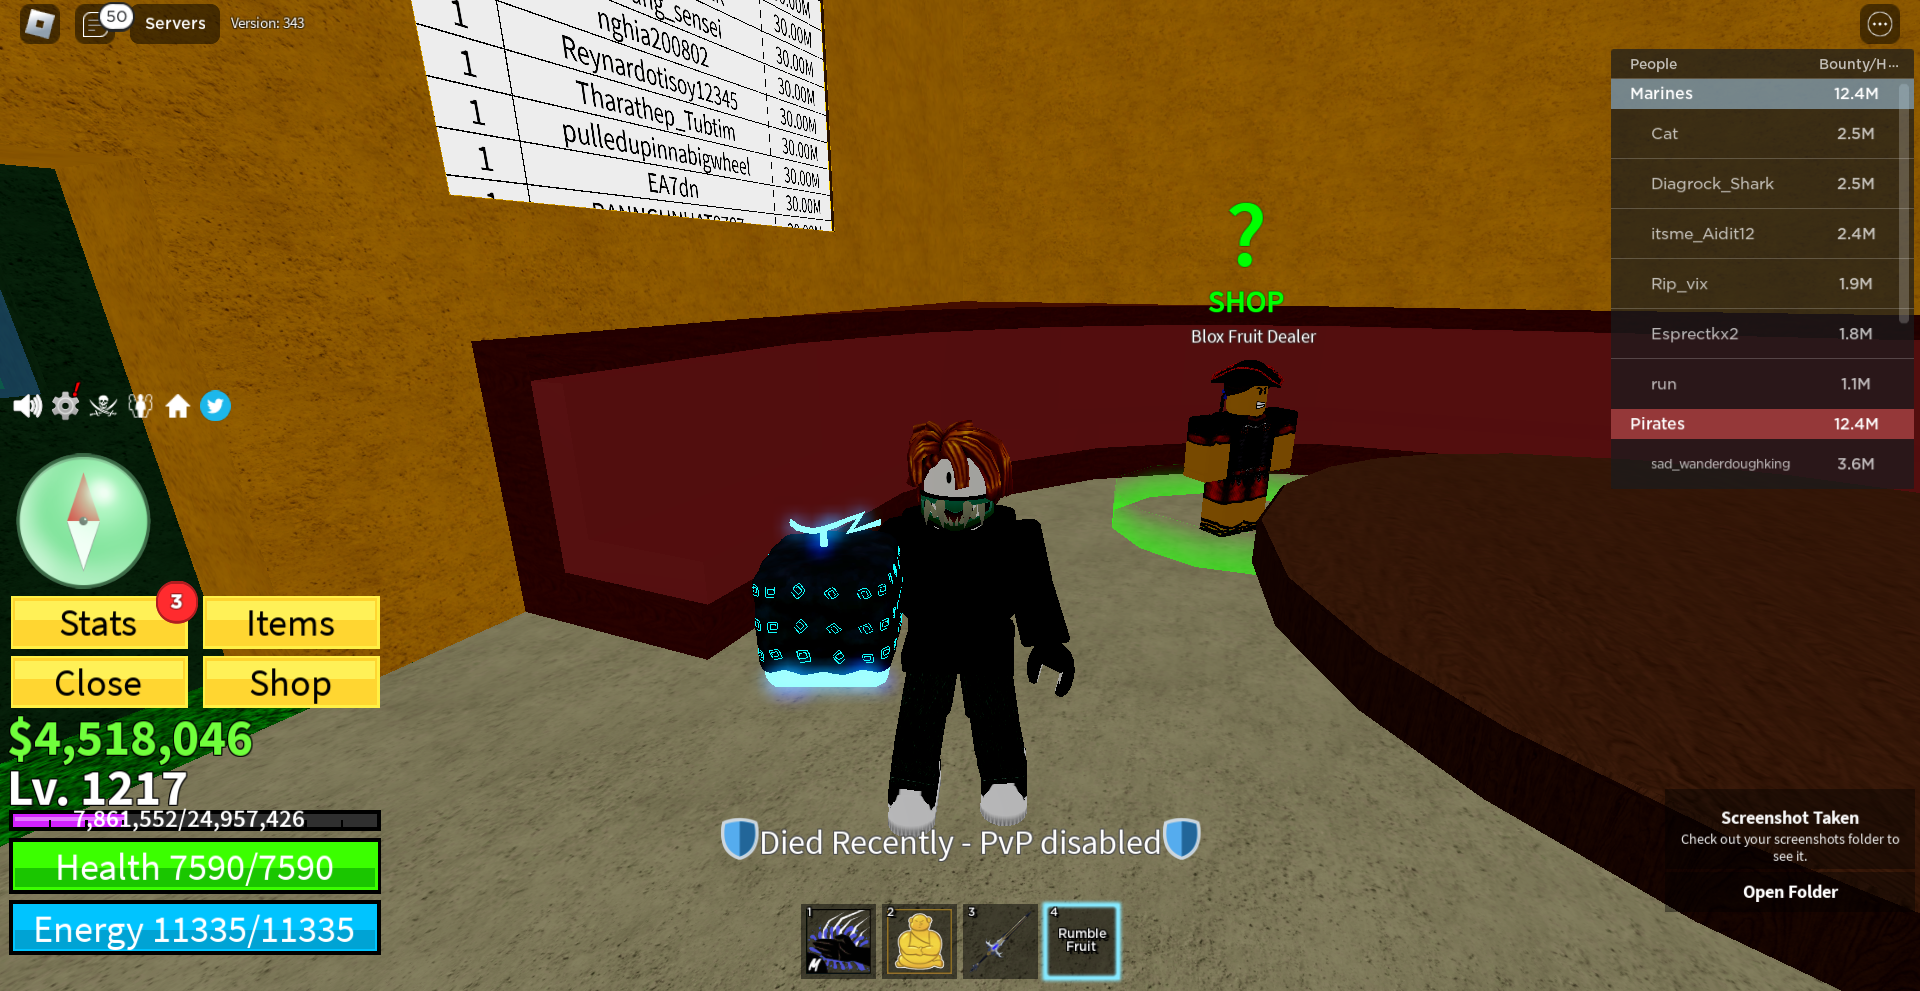 50
Servers
Version: 343
30.00M
_sensei 30.00M
1 nghia200802 30.00M
1 Reynardotisoy12345 30.00M
1 Tharathep_Tubtim 30.00M
1 pulledupinnabigwheel 30.00M
EA7dn 30.00M
People Bounty/H...
Marines 12.4M
Cat 2.5M
Diagrock_Shark 2.5M
itsme_Aidit12 2.4M
Rip_vix 1.9M
Esprectkx2 1.8M
run 1.1M
Pirates 12.4M
sad_wanderdoughking 3.6M
?
SHOP
Blox Fruit Dealer
Stats 3
Items
Close
Shop
$4,518,046
Lv. 1217
7,861,552/24,957,426
Health 7590/7590
Energy 11335/11335
Died Recently - PvP disabled
1
M
2
3
4
Rumble
Fruit
Screenshot Taken
Check out your screenshots folder to
see it.
Open Folder